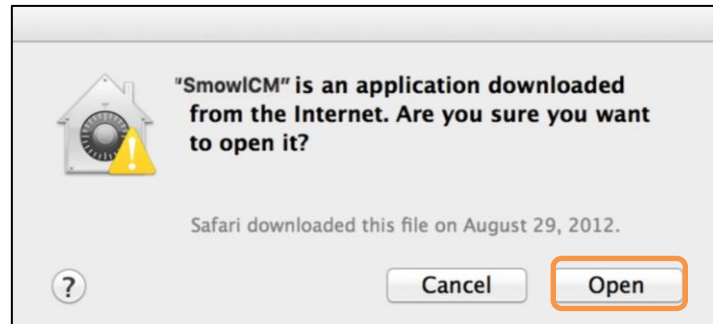 "SmowlCM" is an application downloaded
from the Internet. Are you sure you want
to open it?
Safari downloaded this file on August 29, 2012.
? Cancel Open